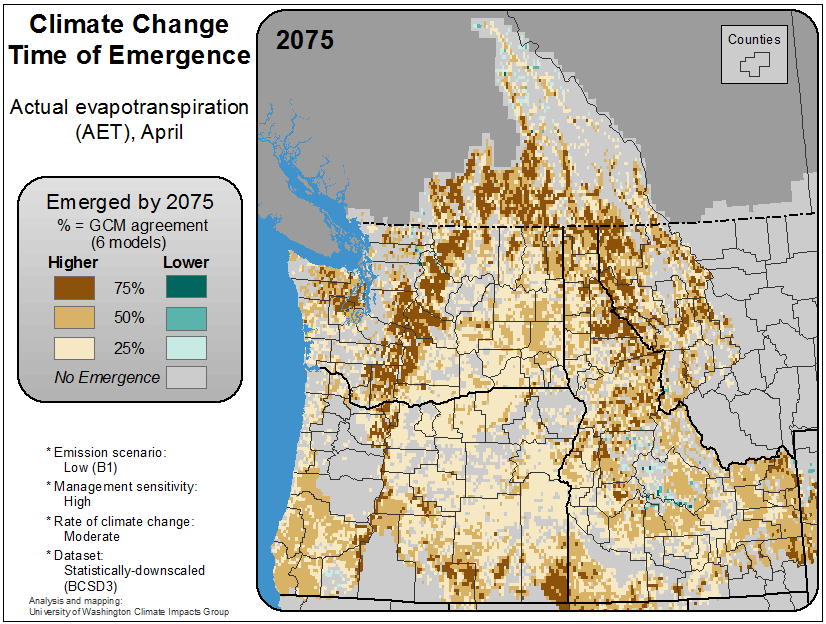 Climate Change
Time of Emergence
Actual evapotranspiration
(AET), April
Emerged by 2075
% = GCM agreement
(6 models)
Higher Lower
75%
50%
25%
No Emergence
* Emission scenario:
Low (B1)
* Management sensitivity:
High
* Rate of climate change:
Moderate
* Dataset:
Statistically-downscaled
(BCSD3)
Analysis and mapping:
University of Washington Climate Impacts Group
2075
Counties